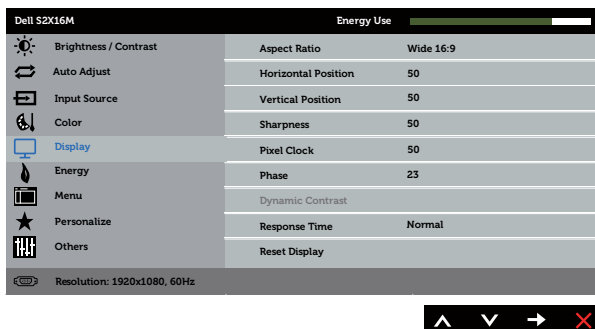 Dell S2X16M Energy Use
Brightness / Contrast
Auto Adjust
Input Source
Color
Display
Energy
Menu
Personalize
Others
Aspect Ratio Wide 16:9
Horizontal Position 50
Vertical Position 50
Sharpness 50
Pixel Clock 50
Phase 23
Dynamic Contrast
Response Time Normal
Reset Display
Resolution: 1920x1080, 60Hz